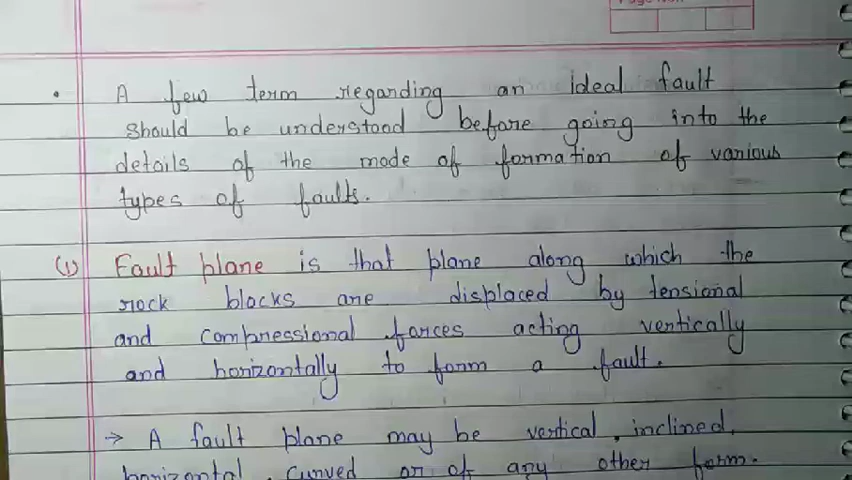 • A few term regarding an ideal fault
should be understood before going into the
details of the mode of formation of various
types of faults.
(1) Fault plane is that plane along which the
rock blocks are displaced by tensional
and compressional forces acting vertically
and horizontally to form a fault.
→ A fault plane may be vertical, inclined,
horizontal, curved or of any other form.